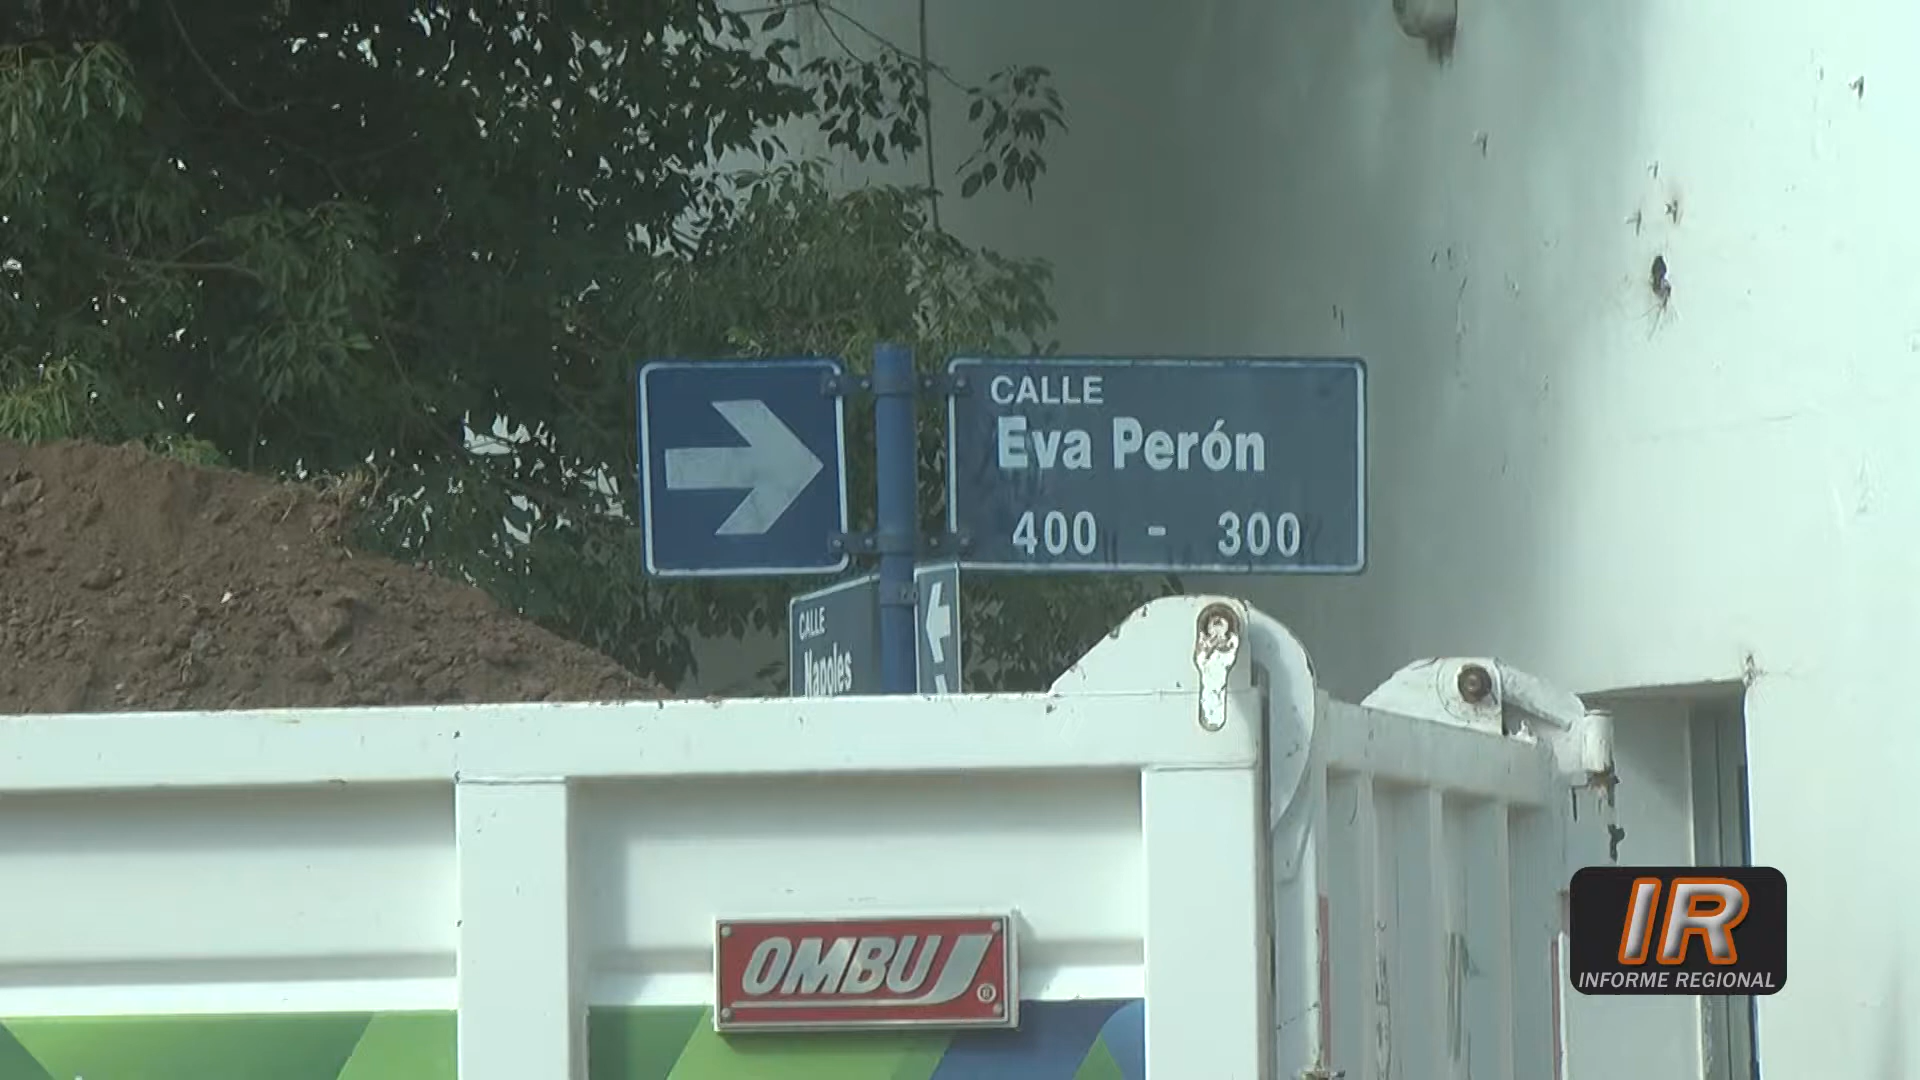 CALLE
Eva Perón
400 - 300
CALLE
Napoles
OMBU
®
IR
INFORME REGIONAL